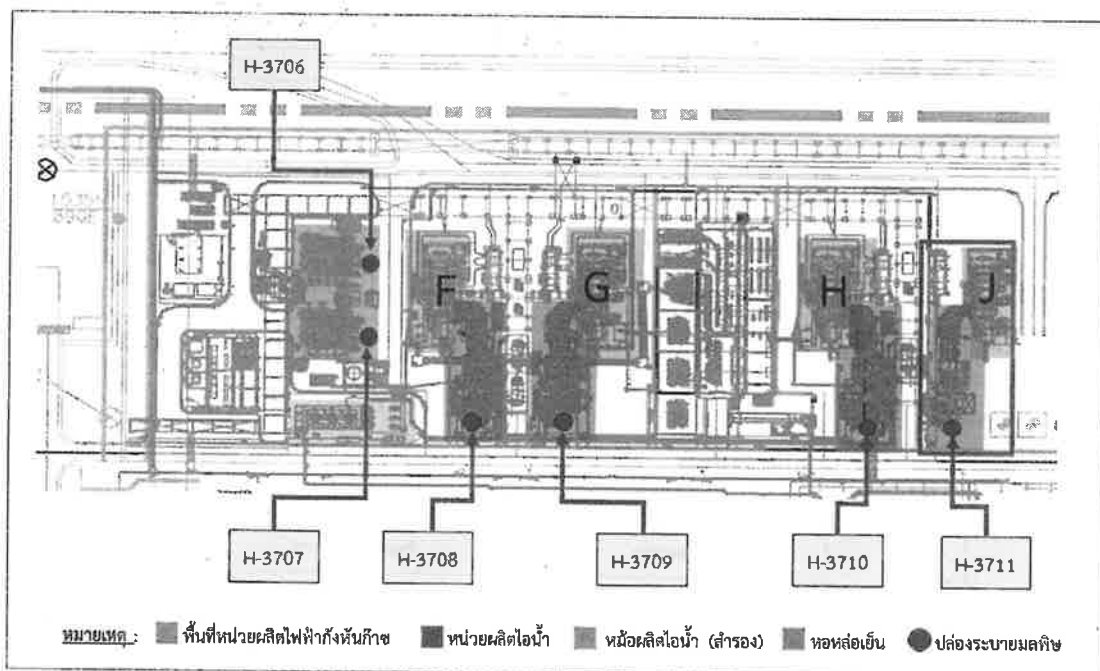 H-3706
F
G
H
J
H-3707
H-3708
H-3709
H-3710
H-3711
หมายเหตุ :
พื้นที่หน่วยผลิตไฟฟ้ากังหันก๊าซ
หน่วยผลิตไอน้ำ
หม้อผลิตไอน้ำ (สำรอง)
หอหล่อเย็น
ปล่องระบายมลพิษ